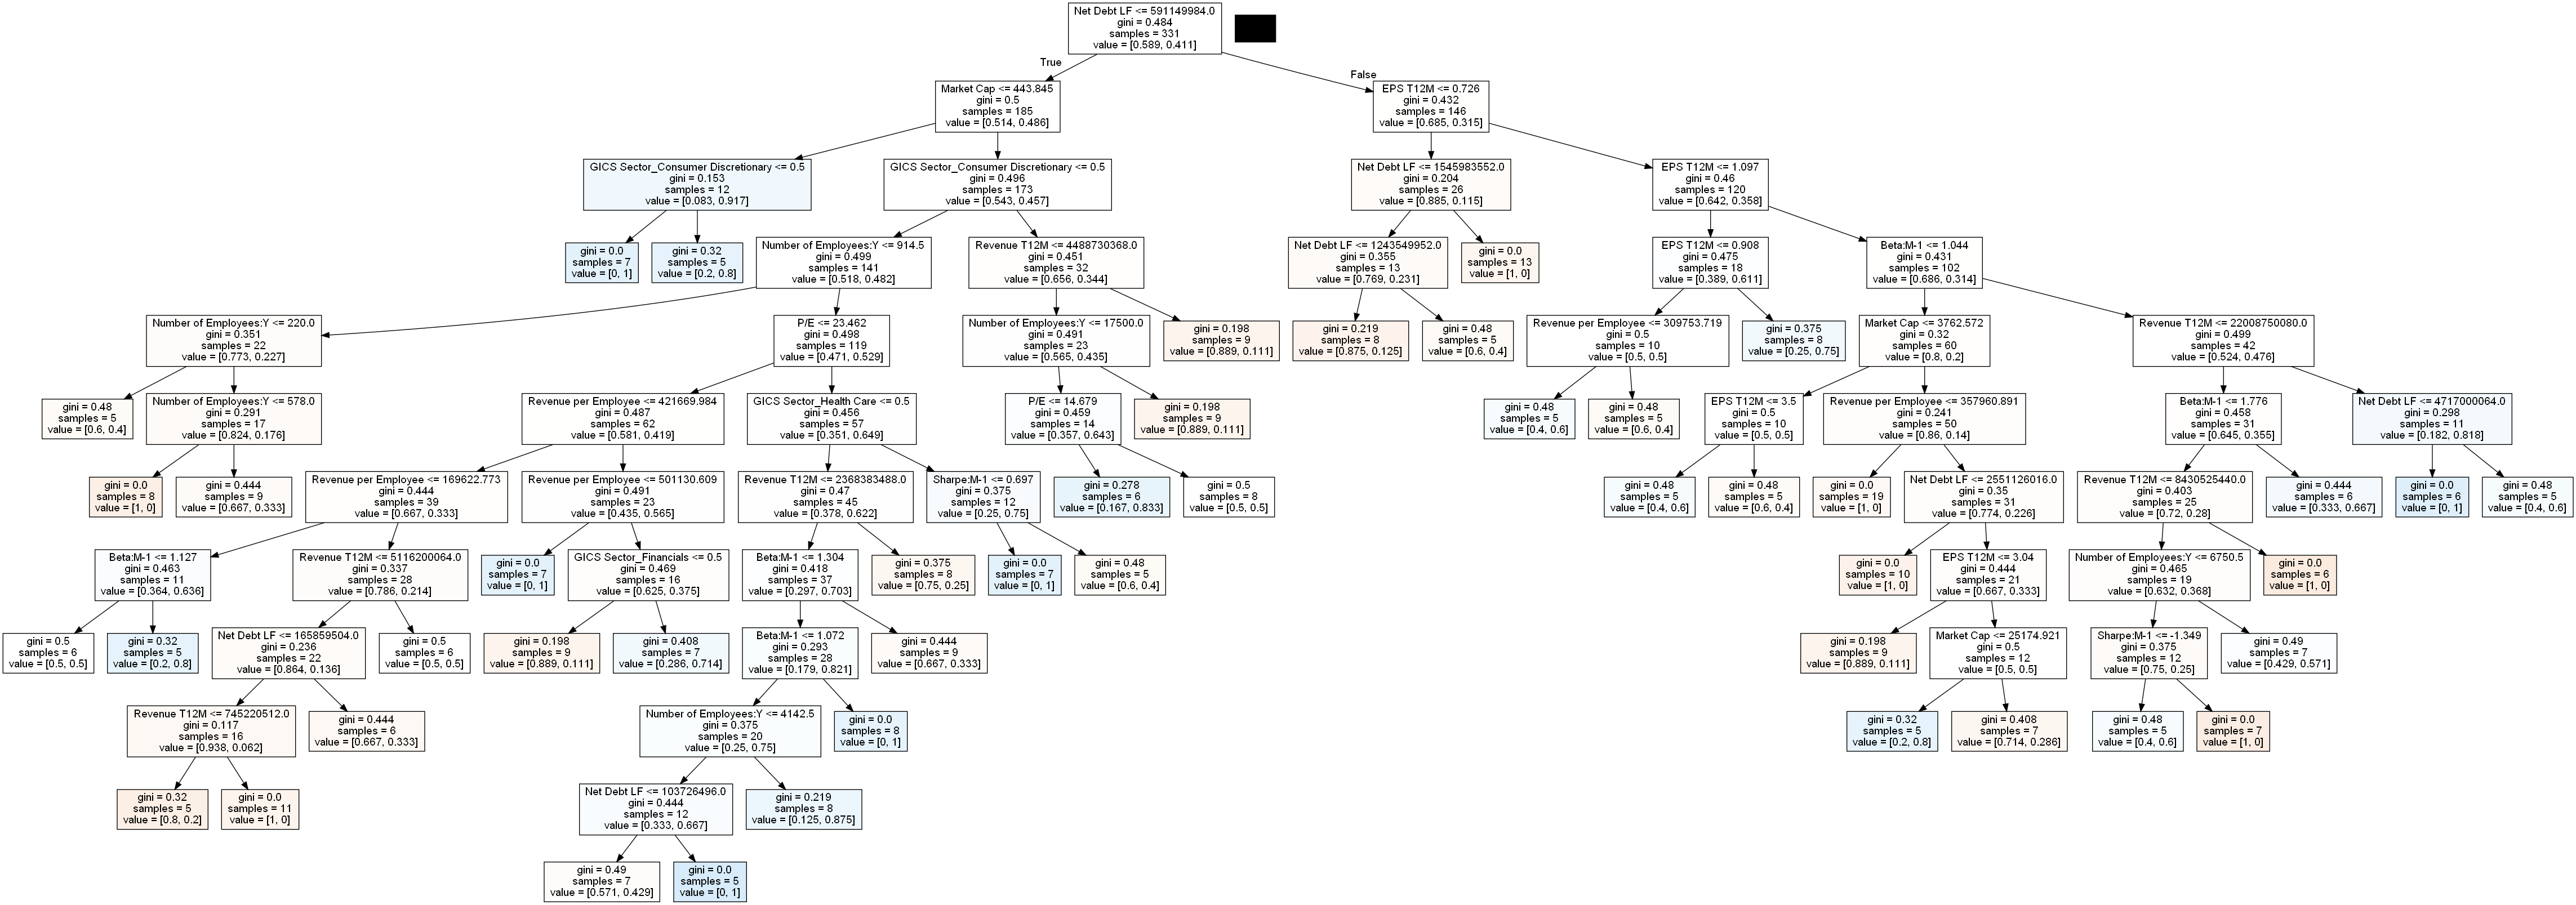 Net Debt LF <= 591149984.0
gini = 0.484
samples = 331
value = [0.589, 0.411]
True
False
Market Cap <= 443.845
gini = 0.5
samples = 185
value = [0.514, 0.486]
EPS T12M <= 0.726
gini = 0.432
samples = 146
value = [0.685, 0.315]
GICS Sector_Consumer Discretionary <= 0.5
gini = 0.153
samples = 12
value = [0.083, 0.917]
GICS Sector_Consumer Discretionary <= 0.5
gini = 0.496
samples = 173
value = [0.543, 0.457]
Net Debt LF <= 1545983552.0
gini = 0.204
samples = 26
value = [0.885, 0.115]
EPS T12M <= 1.097
gini = 0.46
samples = 120
value = [0.642, 0.358]
gini = 0.0
samples = 7
value = [0, 1]
gini = 0.32
samples = 5
value = [0.2, 0.8]
Number of Employees:Y <= 914.5
gini = 0.499
samples = 141
value = [0.518, 0.482]
Revenue T12M <= 4488730368.0
gini = 0.451
samples = 32
value = [0.656, 0.344]
Net Debt LF <= 1243549952.0
gini = 0.355
samples = 13
value = [0.769, 0.231]
gini = 0.0
samples = 13
value = [1, 0]
EPS T12M <= 0.908
gini = 0.475
samples = 18
value = [0.389, 0.611]
Beta:M-1 <= 1.044
gini = 0.431
samples = 102
value = [0.686, 0.314]
Number of Employees:Y <= 220.0
gini = 0.351
samples = 22
value = [0.773, 0.227]
P/E <= 23.462
gini = 0.498
samples = 119
value = [0.471, 0.529]
Number of Employees:Y <= 17500.0
gini = 0.491
samples = 23
value = [0.565, 0.435]
gini = 0.198
samples = 9
value = [0.889, 0.111]
gini = 0.219
samples = 8
value = [0.875, 0.125]
gini = 0.48
samples = 5
value = [0.6, 0.4]
Revenue per Employee <= 309753.719
gini = 0.5
samples = 10
value = [0.5, 0.5]
gini = 0.375
samples = 8
value = [0.25, 0.75]
Market Cap <= 3762.572
gini = 0.32
samples = 60
value = [0.8, 0.2]
Revenue T12M <= 22008750080.0
gini = 0.499
samples = 42
value = [0.524, 0.476]
gini = 0.48
samples = 5
value = [0.6, 0.4]
Number of Employees:Y <= 578.0
gini = 0.291
samples = 17
value = [0.824, 0.176]
Revenue per Employee <= 421669.984
gini = 0.487
samples = 62
value = [0.581, 0.419]
GICS Sector_Health Care <= 0.5
gini = 0.456
samples = 57
value = [0.351, 0.649]
P/E <= 14.679
gini = 0.459
samples = 14
value = [0.357, 0.643]
gini = 0.198
samples = 9
value = [0.889, 0.111]
gini = 0.48
samples = 5
value = [0.4, 0.6]
gini = 0.48
samples = 5
value = [0.6, 0.4]
EPS T12M <= 3.5
gini = 0.5
samples = 10
value = [0.5, 0.5]
Revenue per Employee <= 357960.891
gini = 0.241
samples = 50
value = [0.86, 0.14]
Beta:M-1 <= 1.776
gini = 0.458
samples = 31
value = [0.645, 0.355]
Net Debt LF <= 4717000064.0
gini = 0.298
samples = 11
value = [0.182, 0.818]
gini = 0.0
samples = 8
value = [1, 0]
gini = 0.444
samples = 9
value = [0.667, 0.333]
Revenue per Employee <= 169622.773
gini = 0.444
samples = 39
value = [0.667, 0.333]
Revenue per Employee <= 501130.609
gini = 0.491
samples = 23
value = [0.435, 0.565]
Revenue T12M <= 2368383488.0
gini = 0.47
samples = 45
value = [0.378, 0.622]
Sharpe:M-1 <= 0.697
gini = 0.375
samples = 12
value = [0.25, 0.75]
gini = 0.278
samples = 6
value = [0.167, 0.833]
gini = 0.5
samples = 8
value = [0.5, 0.5]
gini = 0.48
samples = 5
value = [0.4, 0.6]
gini = 0.48
samples = 5
value = [0.6, 0.4]
gini = 0.0
samples = 19
value = [1, 0]
Net Debt LF <= 2551126016.0
gini = 0.35
samples = 31
value = [0.774, 0.226]
Revenue T12M <= 8430525440.0
gini = 0.403
samples = 25
value = [0.72, 0.28]
gini = 0.444
samples = 6
value = [0.333, 0.667]
gini = 0.0
samples = 6
value = [0, 1]
gini = 0.48
samples = 5
value = [0.4, 0.6]
Beta:M-1 <= 1.127
gini = 0.463
samples = 11
value = [0.364, 0.636]
Revenue T12M <= 5116200064.0
gini = 0.337
samples = 28
value = [0.786, 0.214]
gini = 0.0
samples = 7
value = [0, 1]
GICS Sector_Financials <= 0.5
gini = 0.469
samples = 16
value = [0.625, 0.375]
Beta:M-1 <= 1.304
gini = 0.418
samples = 37
value = [0.297, 0.703]
gini = 0.375
samples = 8
value = [0.75, 0.25]
gini = 0.0
samples = 7
value = [0, 1]
gini = 0.48
samples = 5
value = [0.6, 0.4]
gini = 0.0
samples = 10
value = [1, 0]
EPS T12M <= 3.04
gini = 0.444
samples = 21
value = [0.667, 0.333]
Number of Employees:Y <= 6750.5
gini = 0.465
samples = 19
value = [0.632, 0.368]
gini = 0.0
samples = 6
value = [1, 0]
gini = 0.5
samples = 6
value = [0.5, 0.5]
gini = 0.32
samples = 5
value = [0.2, 0.8]
Net Debt LF <= 165859504.0
gini = 0.236
samples = 22
value = [0.864, 0.136]
gini = 0.5
samples = 6
value = [0.5, 0.5]
gini = 0.198
samples = 9
value = [0.889, 0.111]
gini = 0.408
samples = 7
value = [0.286, 0.714]
Beta:M-1 <= 1.072
gini = 0.293
samples = 28
value = [0.179, 0.821]
gini = 0.444
samples = 9
value = [0.667, 0.333]
gini = 0.198
samples = 9
value = [0.889, 0.111]
Market Cap <= 25174.921
gini = 0.5
samples = 12
value = [0.5, 0.5]
Sharpe:M-1 <= -1.349
gini = 0.375
samples = 12
value = [0.75, 0.25]
gini = 0.49
samples = 7
value = [0.429, 0.571]
Revenue T12M <= 745220512.0
gini = 0.117
samples = 16
value = [0.938, 0.062]
gini = 0.444
samples = 6
value = [0.667, 0.333]
Number of Employees:Y <= 4142.5
gini = 0.375
samples = 20
value = [0.25, 0.75]
gini = 0.0
samples = 8
value = [0, 1]
gini = 0.32
samples = 5
value = [0.2, 0.8]
gini = 0.408
samples = 7
value = [0.714, 0.286]
gini = 0.48
samples = 5
value = [0.4, 0.6]
gini = 0.0
samples = 7
value = [1, 0]
gini = 0.32
samples = 5
value = [0.8, 0.2]
gini = 0.0
samples = 11
value = [1, 0]
Net Debt LF <= 103726496.0
gini = 0.444
samples = 12
value = [0.333, 0.667]
gini = 0.219
samples = 8
value = [0.125, 0.875]
gini = 0.49
samples = 7
value = [0.571, 0.429]
gini = 0.0
samples = 5
value = [0, 1]